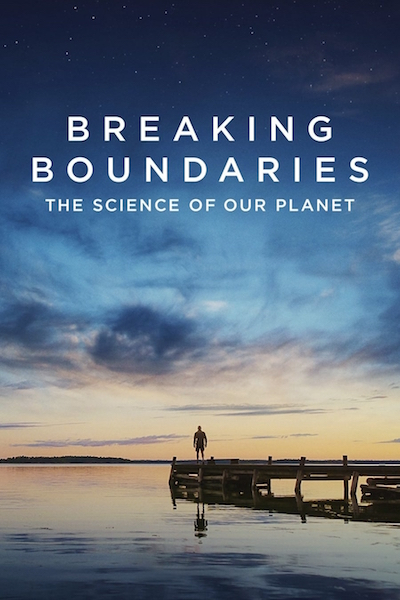 BREAKING
BOUNDARIES
THE SCIENCE OF OUR PLANET